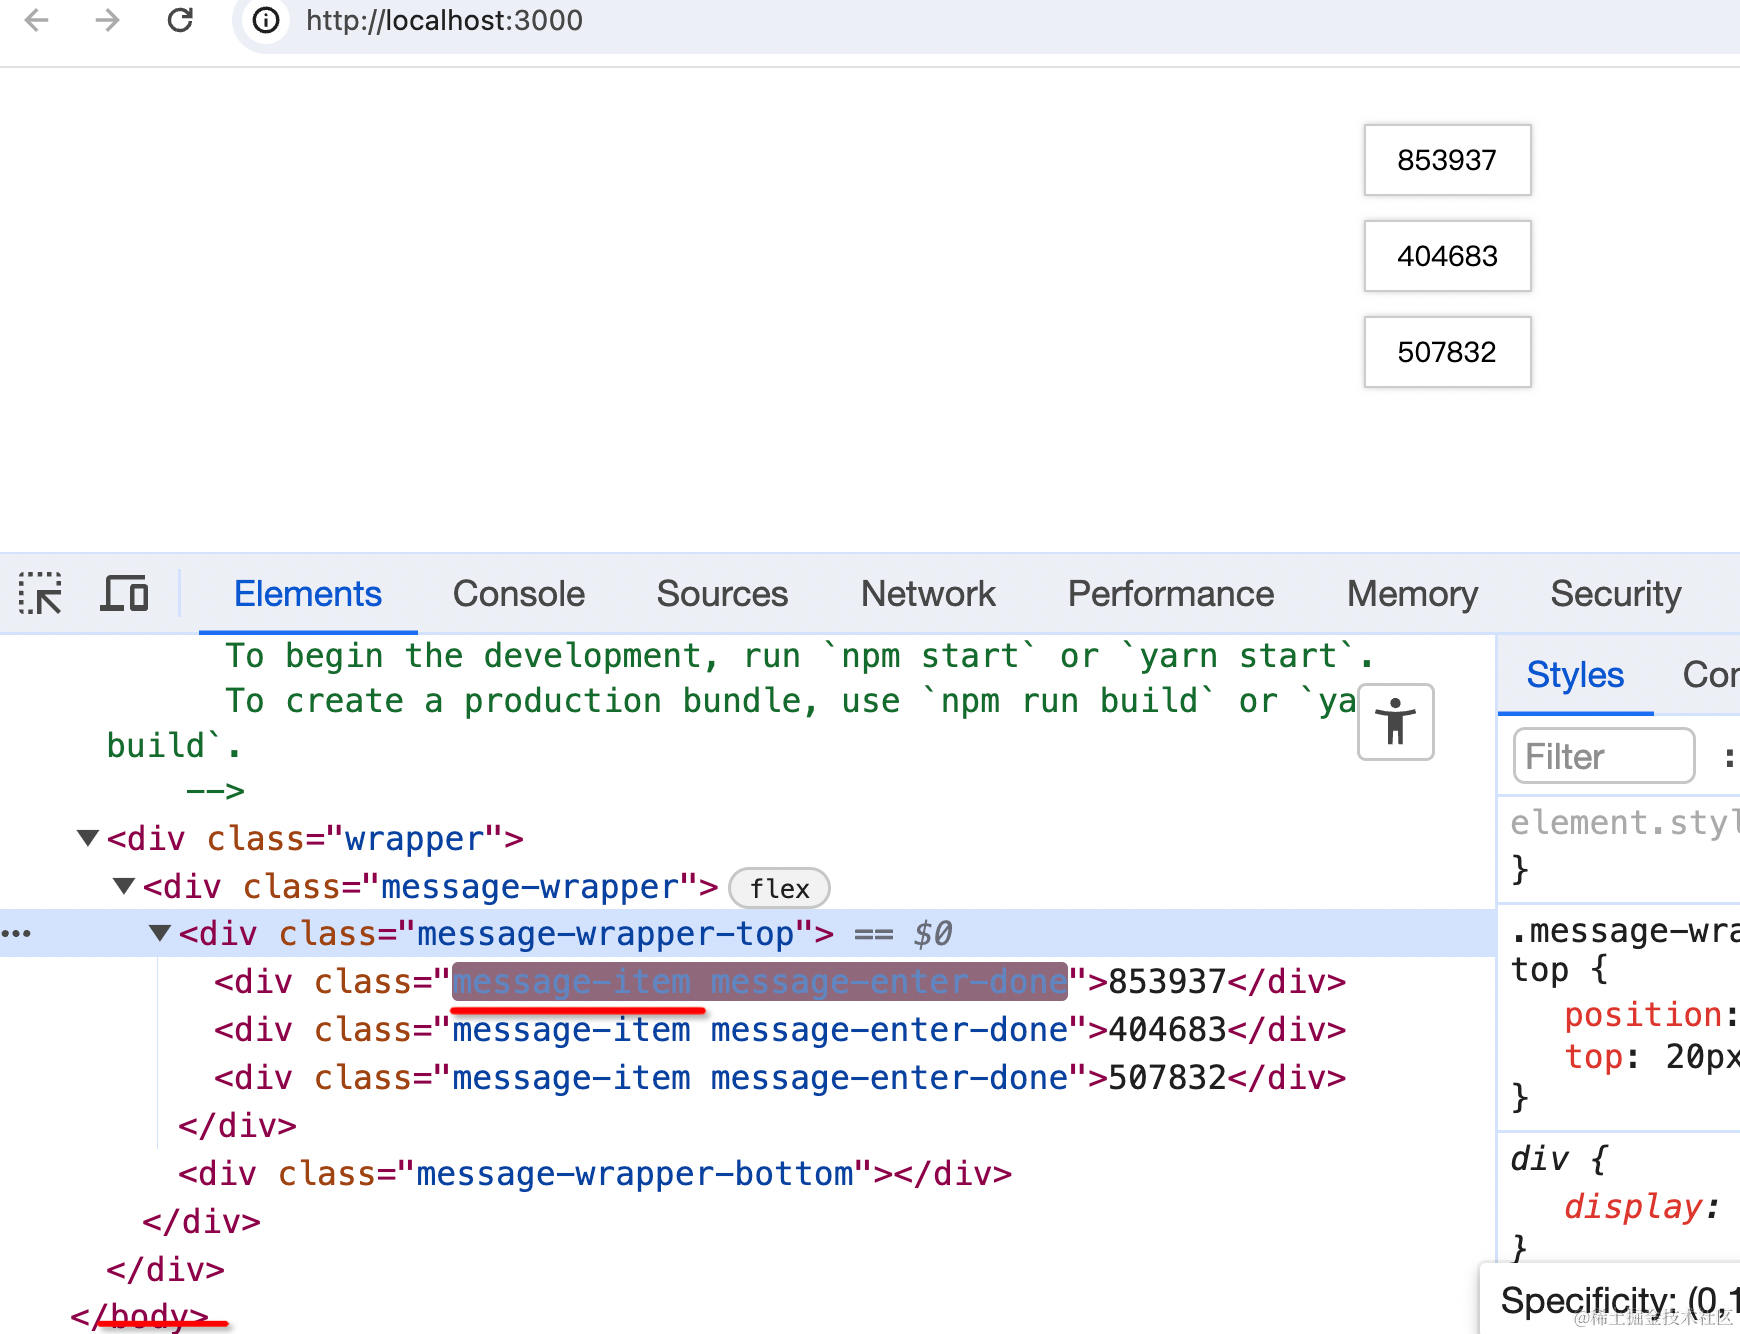 http://localhost:3000
853937
404683
507832
Elements Console Sources Network Performance Memory Security
To begin the development, run `npm start` or `yarn start`.
To create a production bundle, use `npm run build` or `ya
build`.
-->
<div class="wrapper">
<div class="message-wrapper"> flex
<div class="message-wrapper-top"> == $0
<div class="message-item message-enter-done">853937</div>
<div class="message-item message-enter-done">404683</div>
<div class="message-item message-enter-done">507832</div>
</div>
<div class="message-wrapper-bottom"></div>
</div>
</div>
</body>
Styles Cor
Filter :
element.styl
}
.message-wra
top {
position:
top: 20px
}
div {
display:
}
Specificity: (0,1
@稀土掘金技术社区